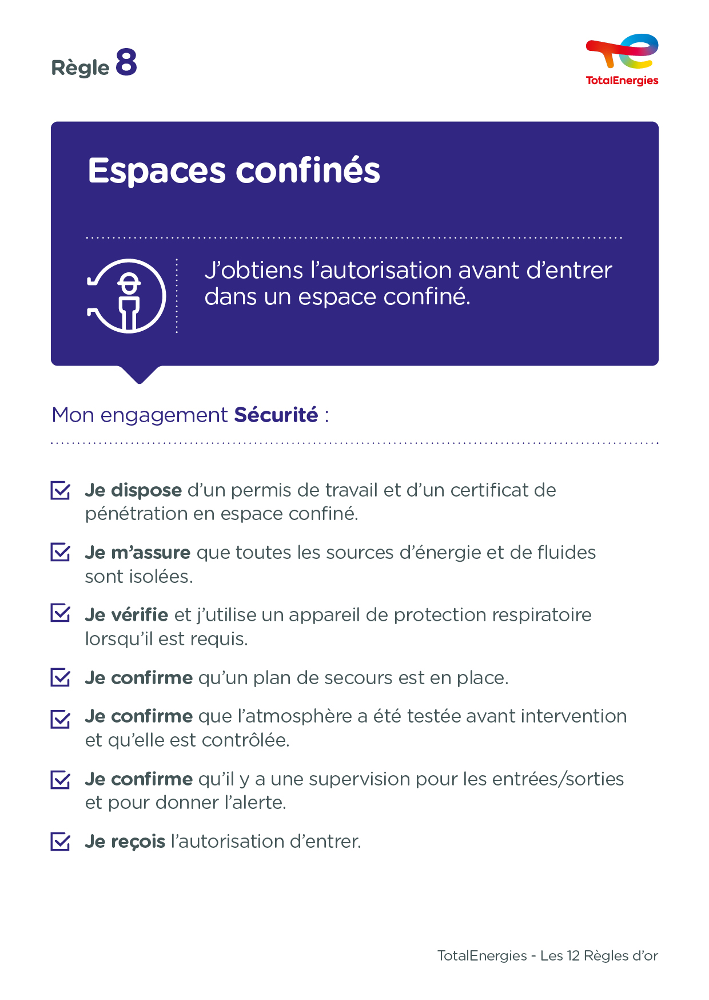 Règle 8
TotalEnergies
Espaces confinés
J’obtiens l’autorisation avant d’entrer
dans un espace confiné.
Mon engagement Sécurité :
Je dispose d’un permis de travail et d’un certificat de
pénétration en espace confiné.
Je m’assure que toutes les sources d’énergie et de fluides
sont isolées.
Je vérifie et j’utilise un appareil de protection respiratoire
lorsqu’il est requis.
Je confirme qu’un plan de secours est en place.
Je confirme que l’atmosphère a été testée avant intervention
et qu’elle est contrôlée.
Je confirme qu’il y a une supervision pour les entrées/sorties
et pour donner l’alerte.
Je reçois l’autorisation d’entrer.
TotalEnergies - Les 12 Règles d’or